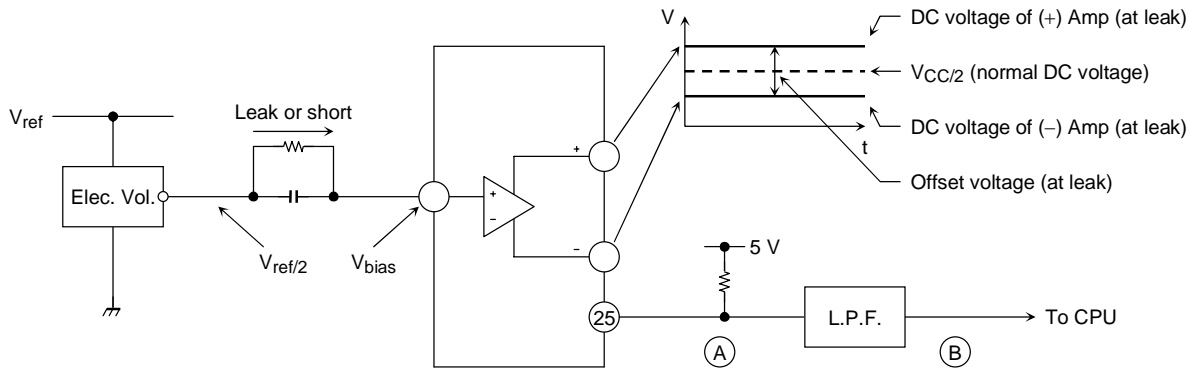 V
DC voltage of (+) Amp (at leak)
VCC/2 (normal DC voltage)
DC voltage of (−) Amp (at leak)
t
Offset voltage (at leak)
Vref
Leak or short
Elec. Vol.
Vref/2
Vbias
+
−
+
−
25
5 V
L.P.F.
To CPU
A
B